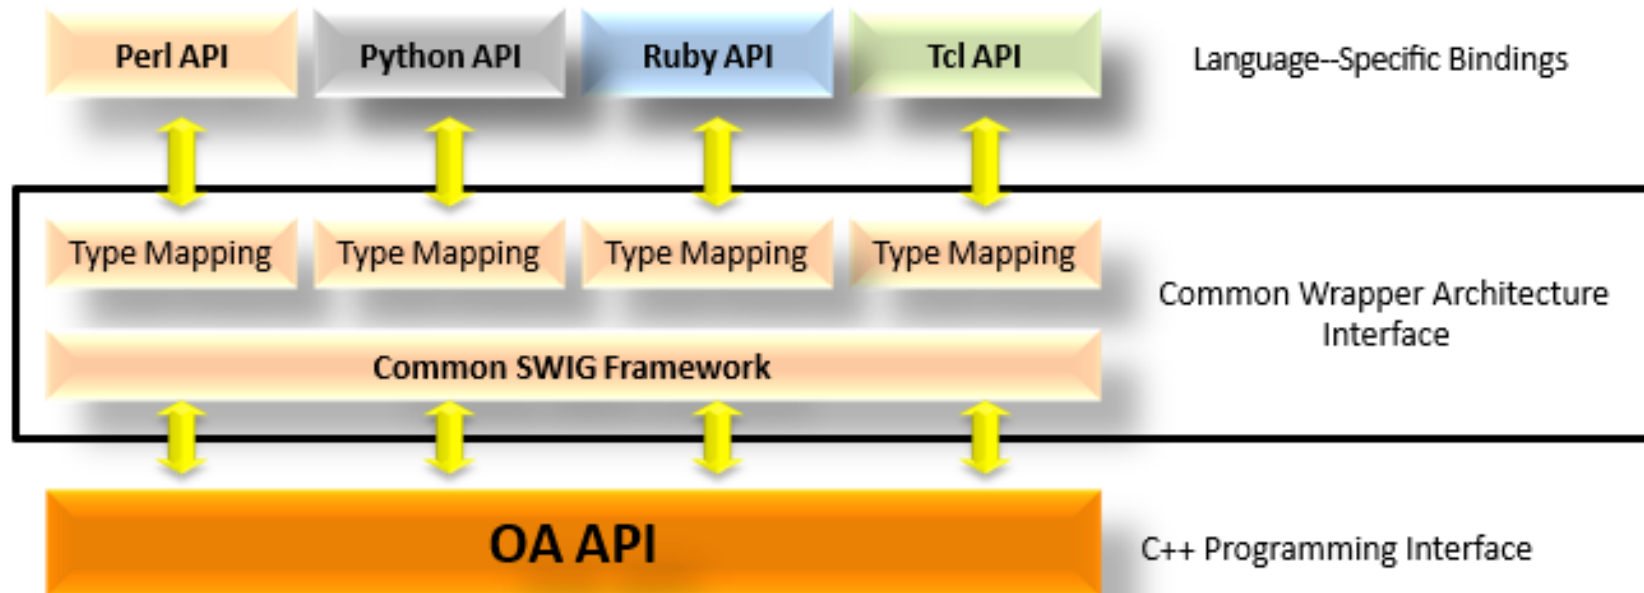 Perl API
Python API
Ruby API
Tcl API
Language--Specific Bindings
Type Mapping
Type Mapping
Type Mapping
Type Mapping
Common Wrapper Architecture
Interface
Common SWIG Framework
OA API
C++ Programming Interface